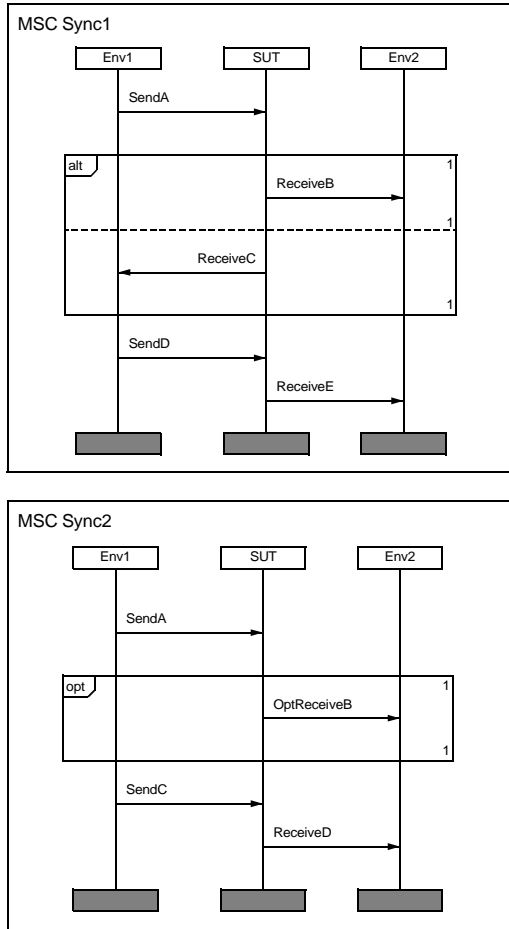 MSC Sync1
Env1 SUT Env2
SendA
alt 1
ReceiveB
1
ReceiveC
1
SendD
ReceiveE
MSC Sync2
Env1 SUT Env2
SendA
opt 1
OptReceiveB
1
SendC
ReceiveD